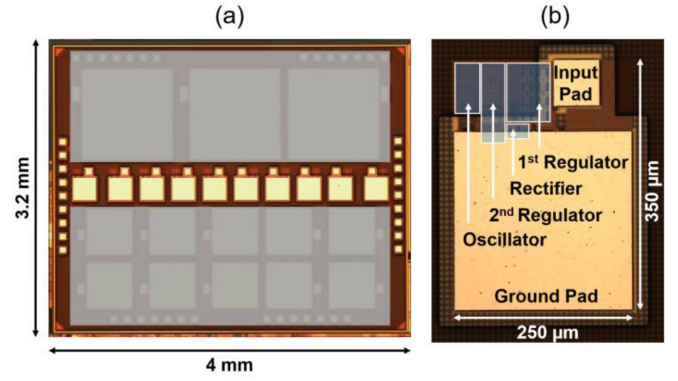 (a)
(b)
3.2 mm
4 mm
Input
Pad
1st Regulator
Rectifier
2nd Regulator
Oscillator
Ground Pad
350 μm
250 μm